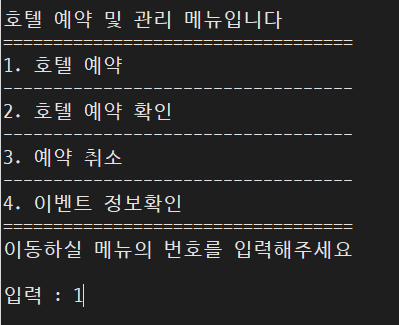 호텔 예약 및 관리 메뉴입니다
===================================
1. 호텔 예약
-----------------------------------
2. 호텔 예약 확인
-----------------------------------
3. 예약 취소
-----------------------------------
4. 이벤트 정보확인
===================================
이동하실 메뉴의 번호를 입력해주세요
입력 : 1